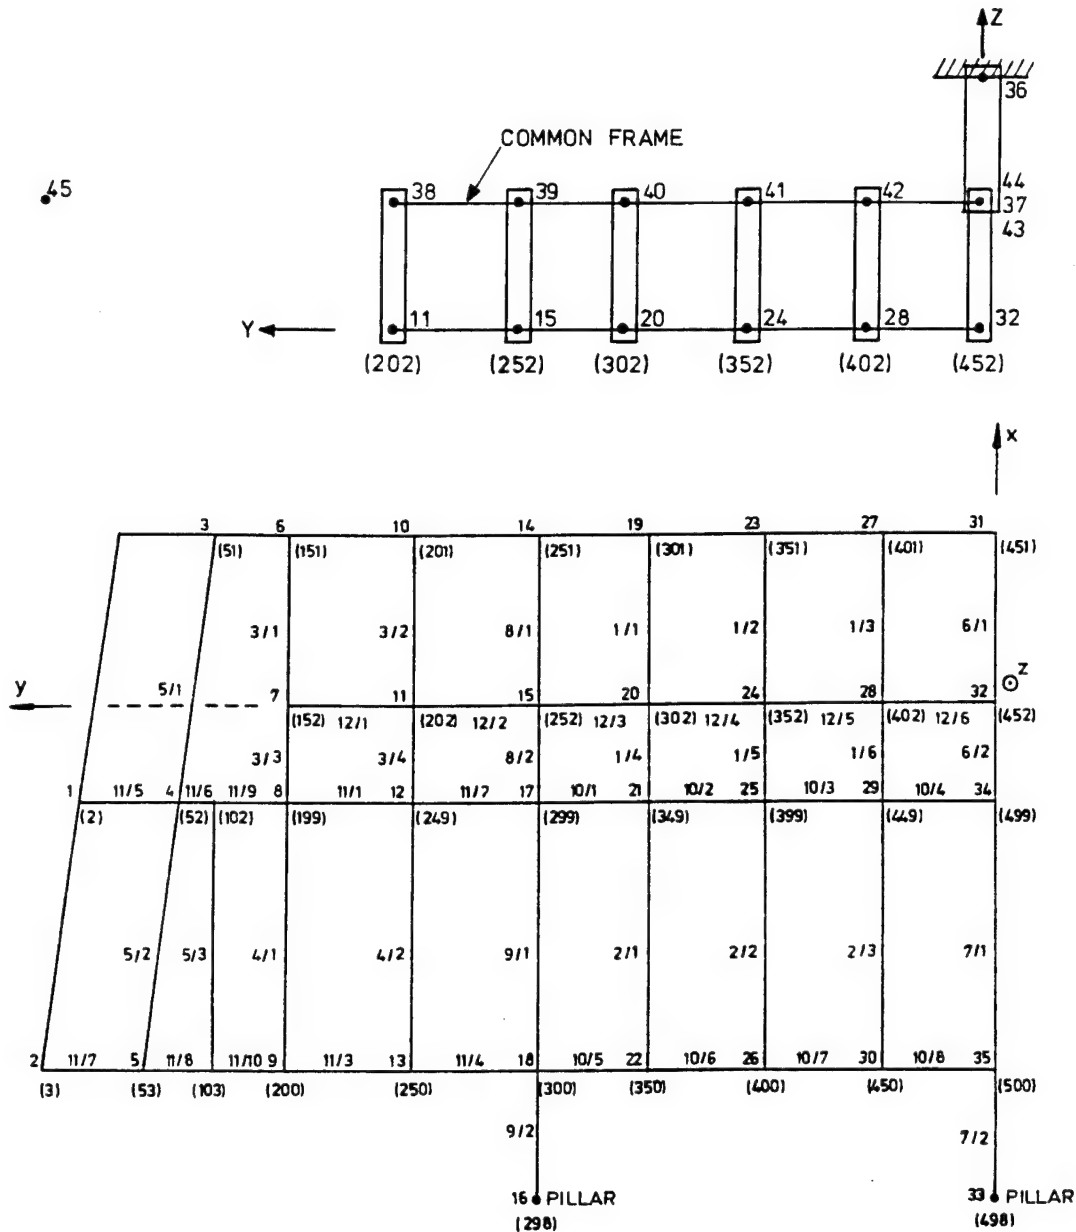 Z
36
COMMON FRAME
45
38 39 40 41 42 44
37
43
Y 11 15 20 24 28 32
(202) (252) (302) (352) (402) (452)
x
3 6 10 14 19 23 27 31
(51) (151) (201) (251) (301) (351) (401) (451)
3/1 3/2 8/1 1/1 1/2 1/3 6/1
z
y 5/1 7 11 15 20 24 28 32
(152) 12/1 (202) 12/2 (252) 12/3 (302) 12/4 (352) 12/5 (402) 12/6 (452)
3/3 3/4 8/2 1/4 1/5 1/6 6/2
1 11/5 4 11/6 11/9 8 11/1 12 11/7 17 10/1 21 10/2 25 10/3 29 10/4 34
(2) (52) (102) (199) (249) (299) (349) (399) (449) (499)
5/2 5/3 4/1 4/2 9/1 2/1 2/2 2/3 7/1
2 11/7 5 11/8 11/10 9 11/3 13 11/4 18 10/5 22 10/6 26 10/7 30 10/8 35
(3) (53) (103) (200) (250) (300) (350) (400) (450) (500)
9/2 7/2
16 PILLAR 33 PILLAR
(298) (498)